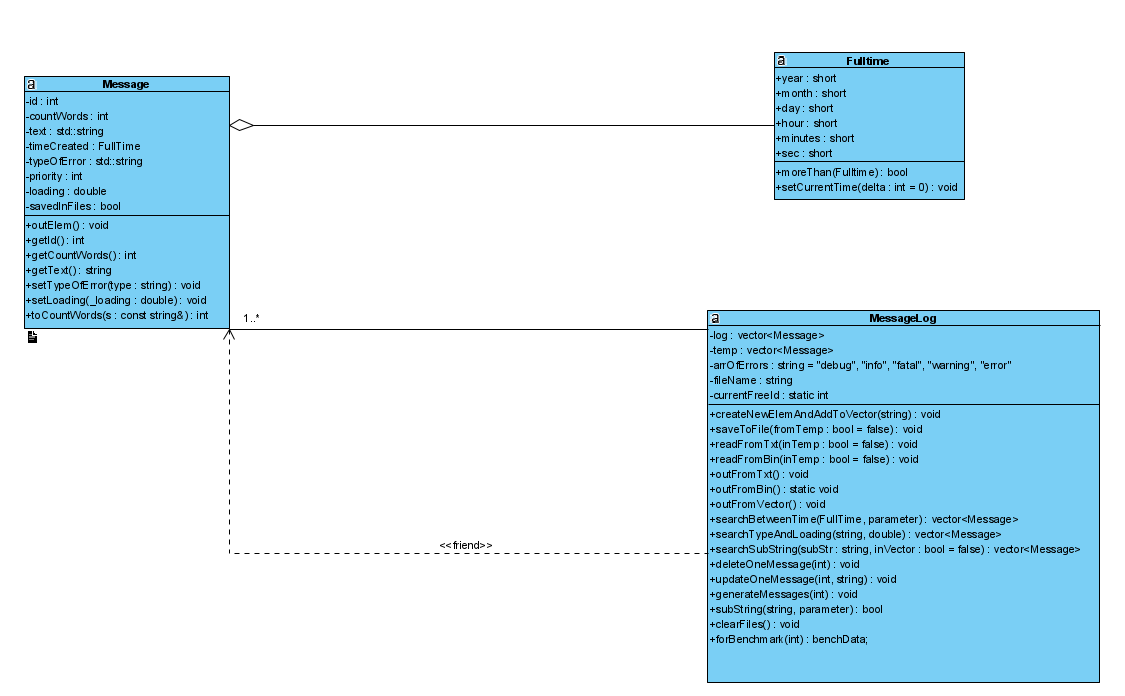 a
Message
-id : int
-countWords : int
-text : std::string
-timeCreated : FullTime
-typeOfError : std::string
-priority : int
-loading : double
-savedInFiles : bool
+outElem() : void
+getId() : int
+getCountWords() : int
+getText() : string
+setTypeOfError(type : string) : void
+setLoading(_loading : double) : void
+toCountWords(s : const string&) : int
a
Fulltime
+year : short
+month : short
+day : short
+hour : short
+minutes : short
+sec : short
+moreThan(Fulltime) : bool
+setCurrentTime(delta : int = 0) : void
1..*
<<friend>>
a
MessageLog
-log : vector<Message>
-temp : vector<Message>
-arrOfErrors : string = "debug", "info", "fatal", "warning", "error"
-fileName : string
-currentFreeId : static int
+createNewElemAndAddToVector(string) : void
+saveToFile(fromTemp : bool = false) : void
+readFromTxt(inTemp : bool = false) : void
+readFromBin(inTemp : bool = false) : void
+outFromTxt() : void
+outFromBin() : static void
+outFromVector() : void
+searchBetweenTime(FullTime, parameter) : vector<Message>
+searchTypeAndLoading(string, double) : vector<Message>
+searchSubString(subStr : string, inVector : bool = false) : vector<Message>
+deleteOneMessage(int) : void
+updateOneMessage(int, string) : void
+generateMessages(int) : void
+subString(string, parameter) : bool
+clearFiles() : void
+forBenchmark(int) : benchData;